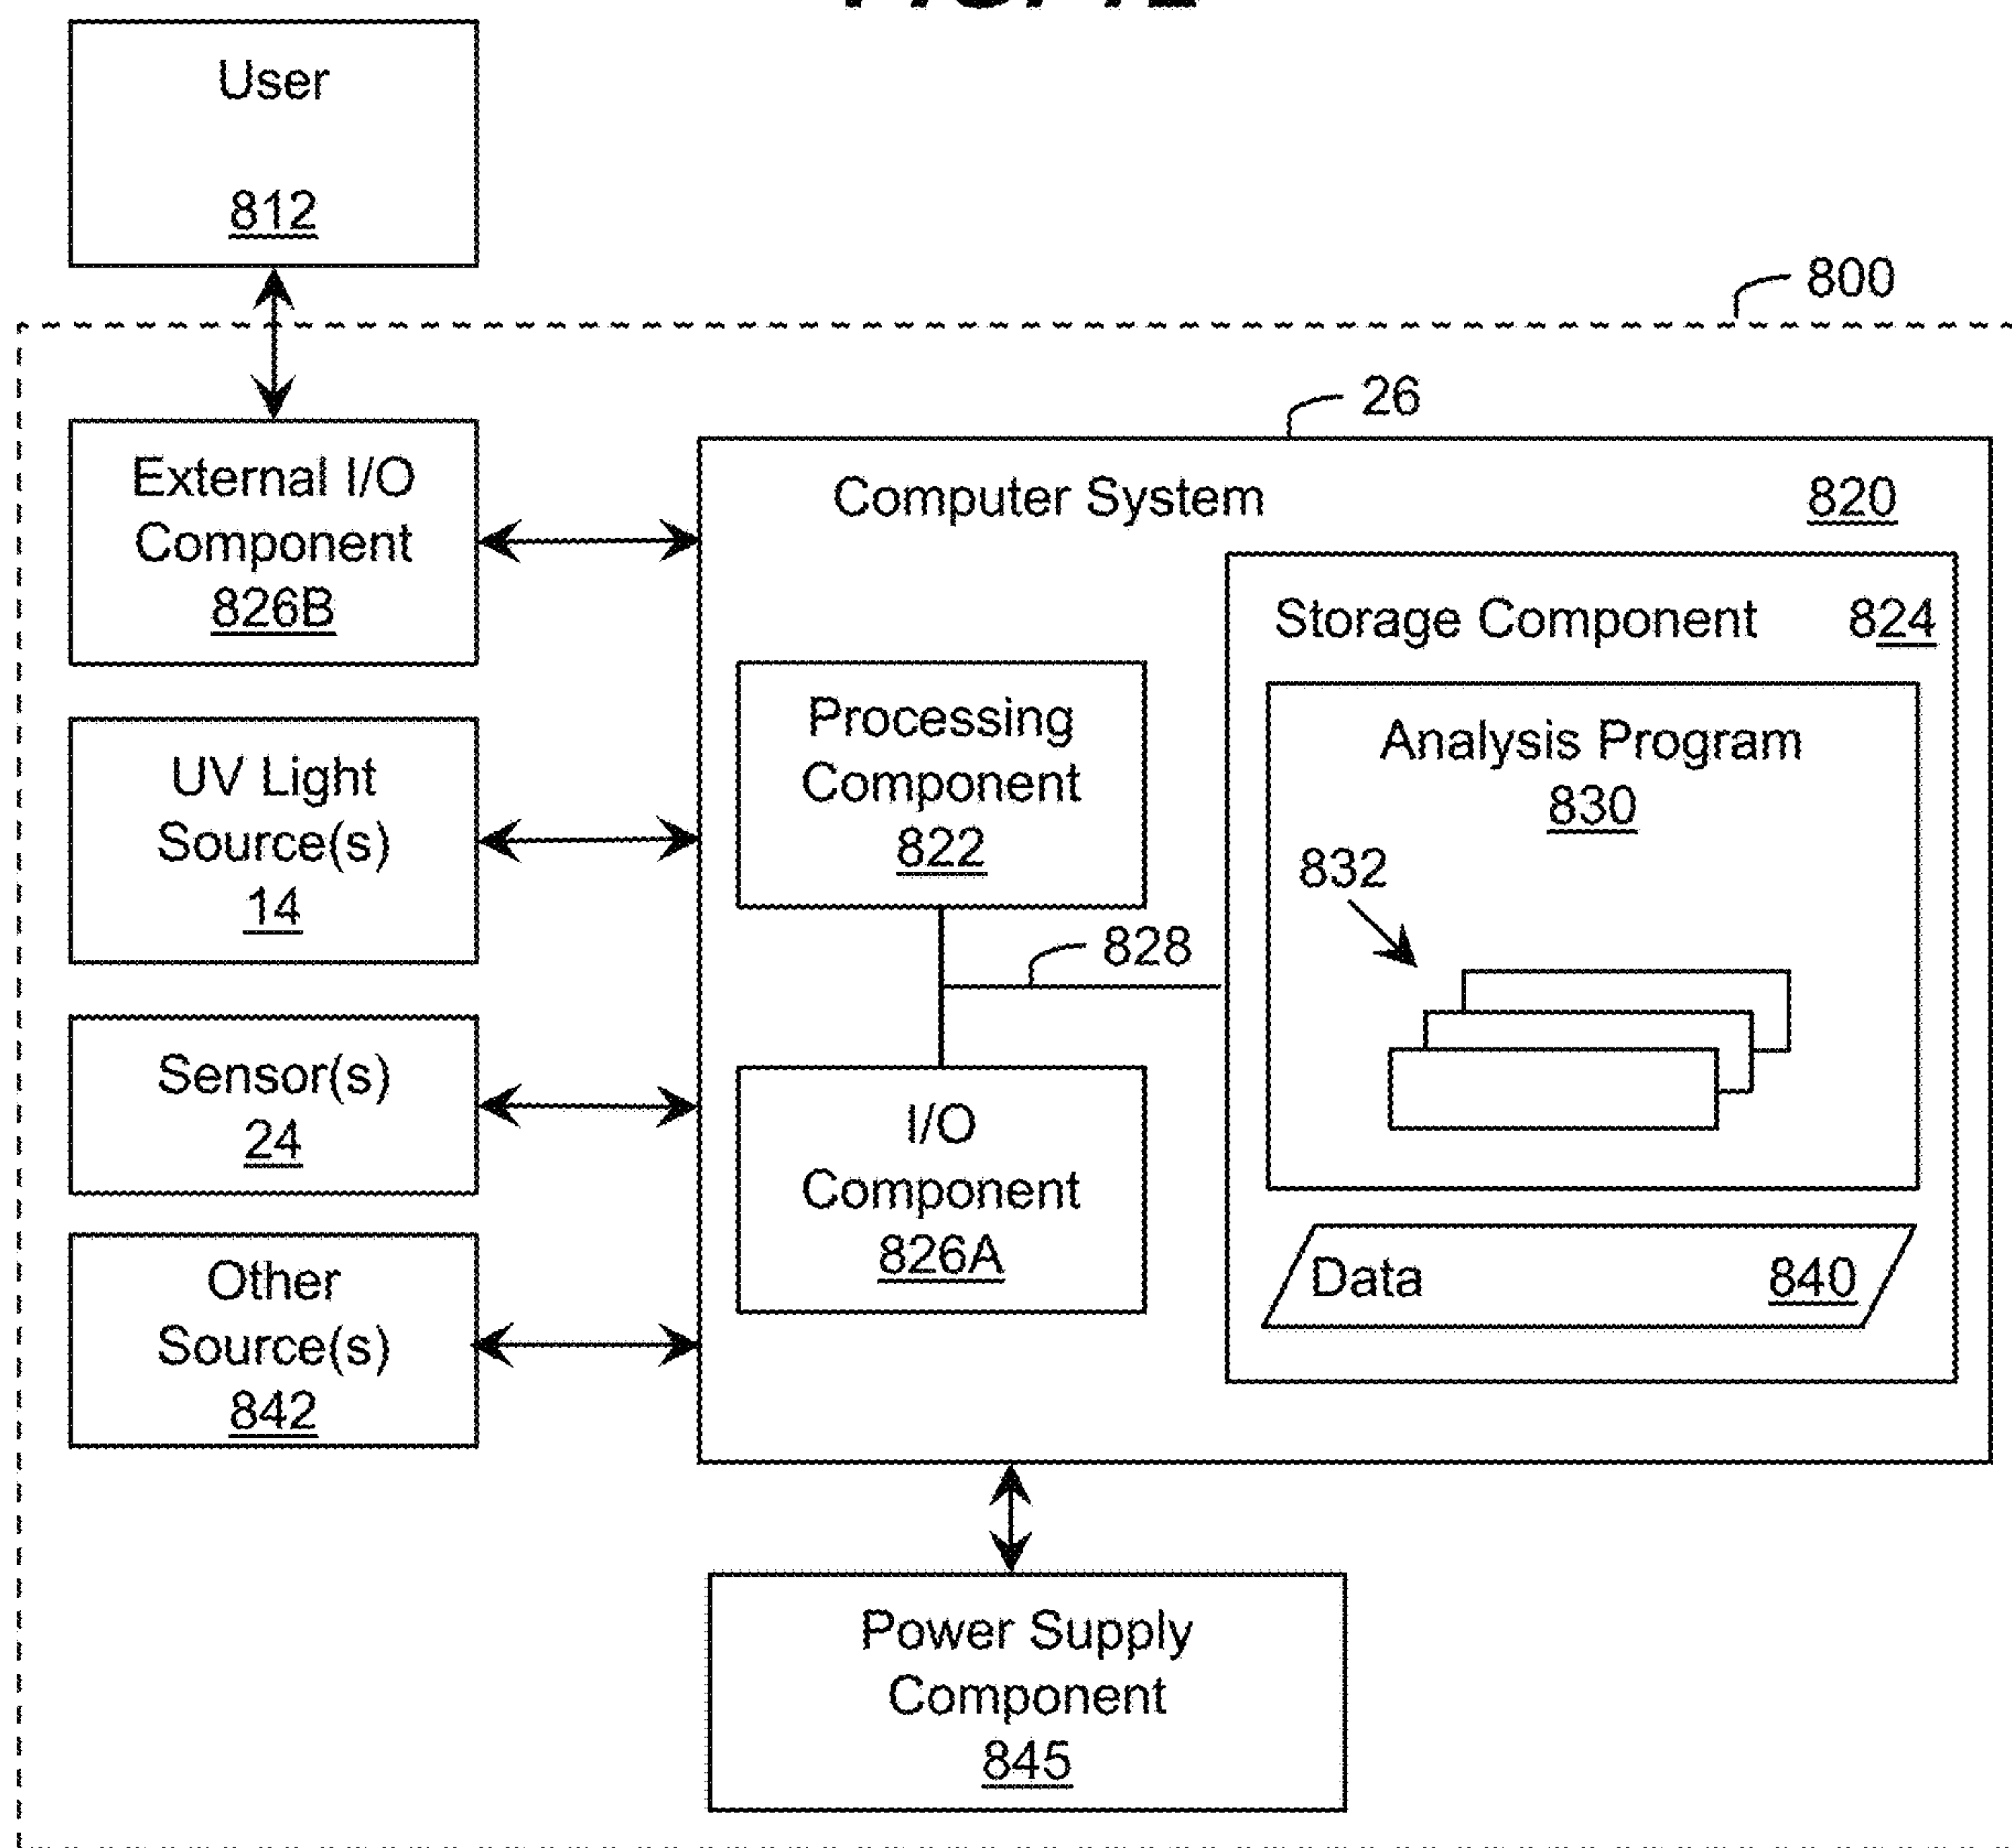 User
812
800
26
External I/O
Component
826B
Computer System 820
Storage Component 824
Processing
Component
822
Analysis Program
830
832
UV Light
Source(s)
14
828
Sensor(s)
24
I/O
Component
826A
Other
Source(s)
842
Data 840
Power Supply
Component
845